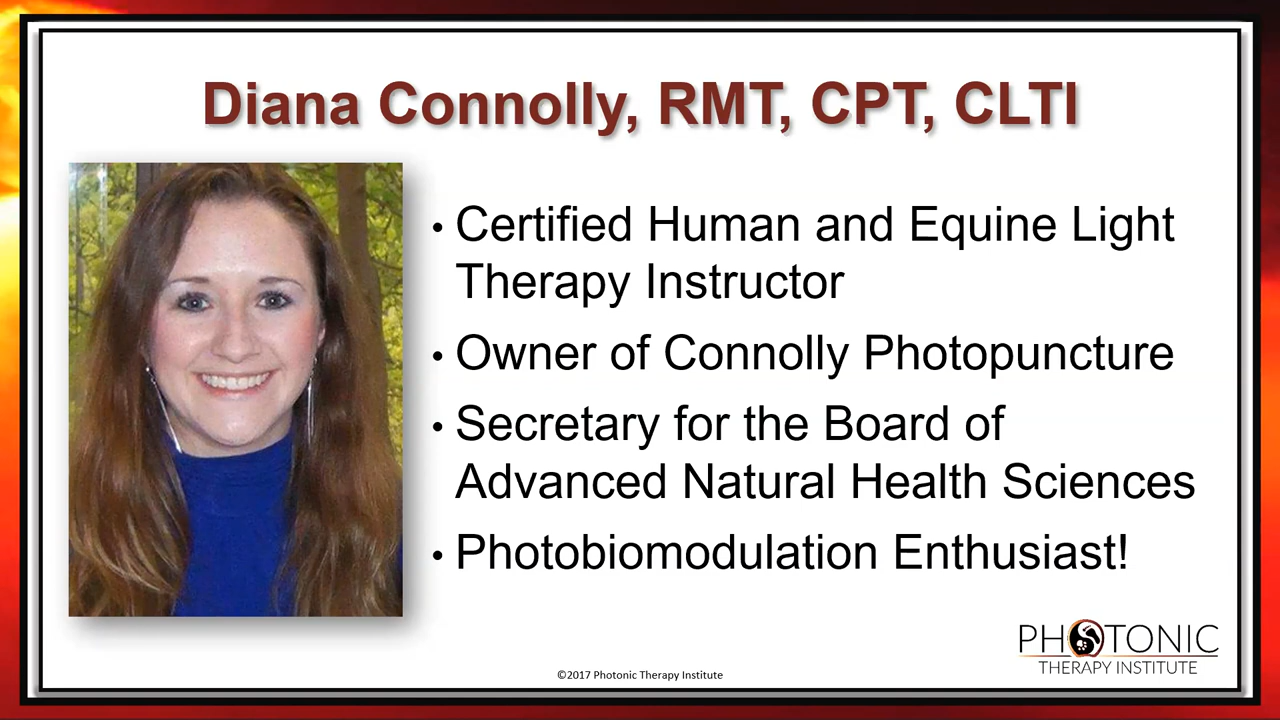 Diana Connolly, RMT, CPT, CLTI
• Certified Human and Equine Light
Therapy Instructor
• Owner of Connolly Photopuncture
• Secretary for the Board of
Advanced Natural Health Sciences
• Photobiomodulation Enthusiast!
PHOTONIC
THERAPY INSTITUTE
©2017 Photonic Therapy Institute